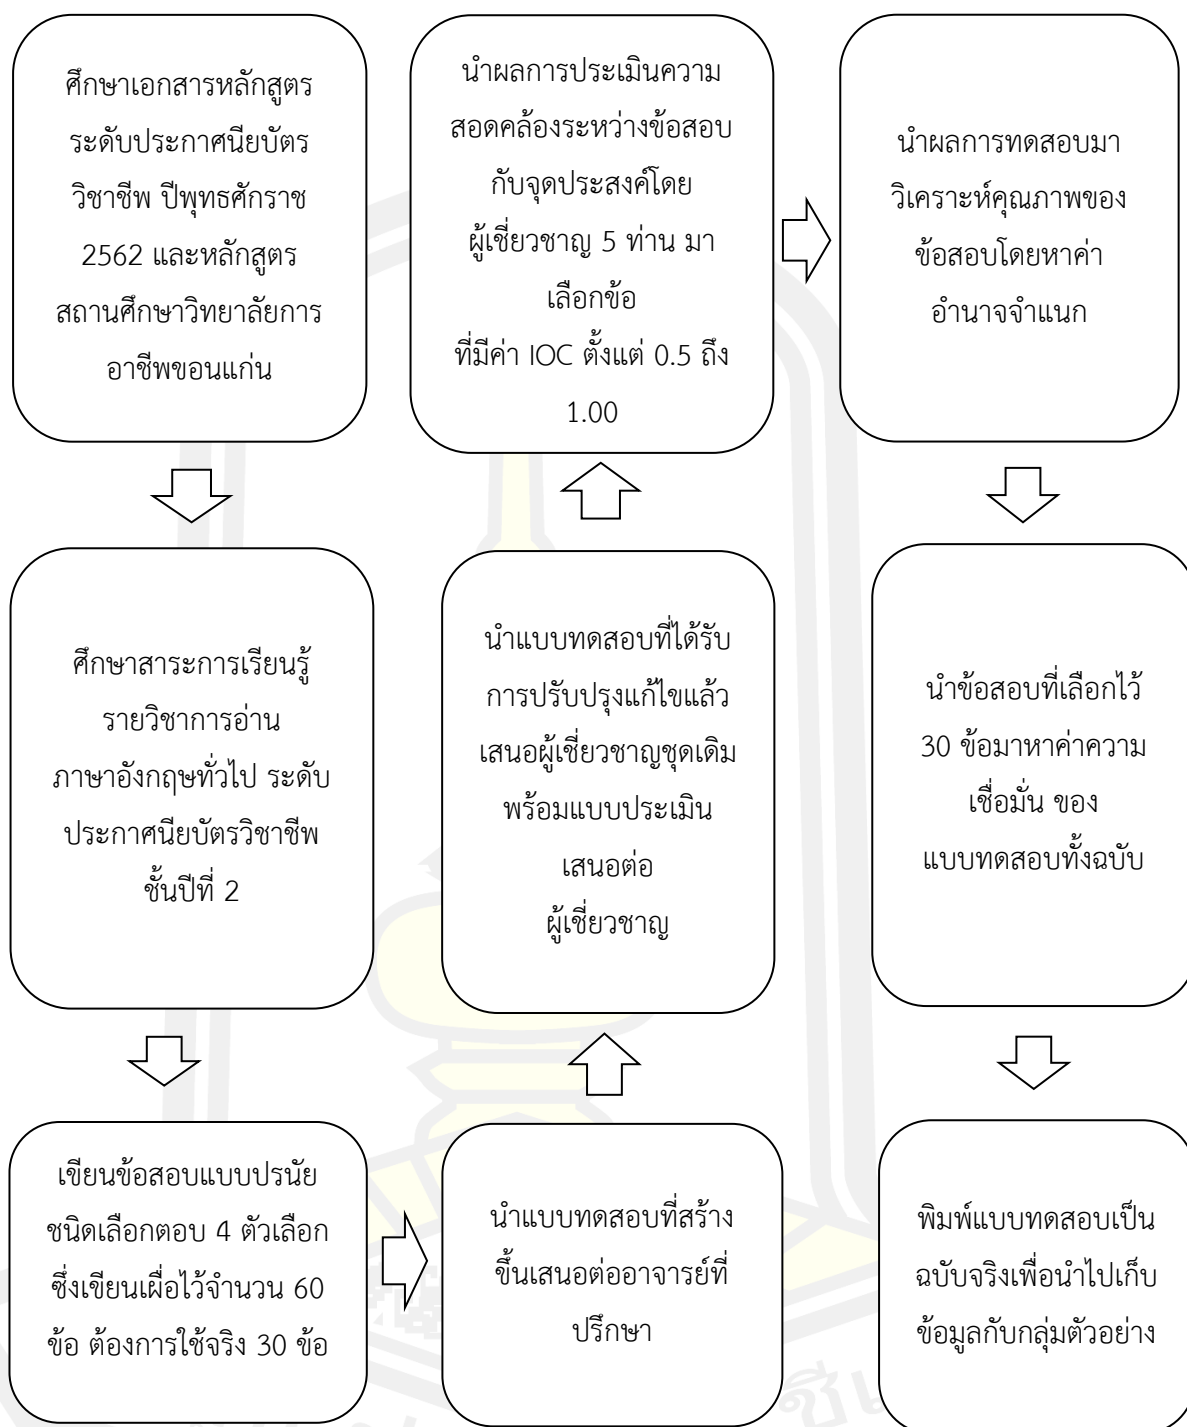 ศึกษาเอกสารหลักสูตร
ระดับประกาศนียบัตร
วิชาชีพ ปีพุทธศักราช
2562 และหลักสูตร
สถานศึกษาวิทยาลัยการ
อาชีพขอนแก่น
ศึกษาสาระการเรียนรู้
รายวิชาการอ่าน
ภาษาอังกฤษทั่วไป ระดับ
ประกาศนียบัตรวิชาชีพ
ชั้นปีที่ 2
เขียนข้อสอบแบบปรนัย
ชนิดเลือกตอบ 4 ตัวเลือก
ซึ่งเขียนเผื่อไว้จำนวน 60
ข้อ ต้องการใช้จริง 30 ข้อ
นำแบบทดสอบที่สร้าง
ขึ้นเสนอต่ออาจารย์ที่
ปรึกษา
นำแบบทดสอบที่ได้รับ
การปรับปรุงแก้ไขแล้ว
เสนอผู้เชี่ยวชาญชุดเดิม
พร้อมแบบประเมิน
เสนอต่อ
ผู้เชี่ยวชาญ
นำผลการประเมินความ
สอดคล้องระหว่างข้อสอบ
กับจุดประสงค์โดย
ผู้เชี่ยวชาญ 5 ท่าน มา
เลือกข้อ
ที่มีค่า IOC ตั้งแต่ 0.5 ถึง
1.00
นำผลการทดสอบมา
วิเคราะห์คุณภาพของ
ข้อสอบโดยหาค่า
อำนาจจำแนก
นำข้อสอบที่เลือกไว้
30 ข้อมาหาค่าความ
เชื่อมั่น ของ
แบบทดสอบทั้งฉบับ
พิมพ์แบบทดสอบเป็น
ฉบับจริงเพื่อนำไปเก็บ
ข้อมูลกับกลุ่มตัวอย่าง